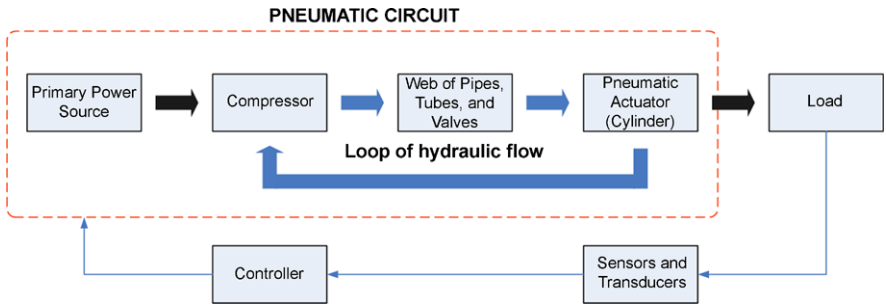 PNEUMATIC CIRCUIT
Primary Power
Source
Compressor
Web of Pipes,
Tubes, and
Valves
Pneumatic
Actuator
(Cylinder)
Load
Loop of hydraulic flow
Controller
Sensors and
Transducers